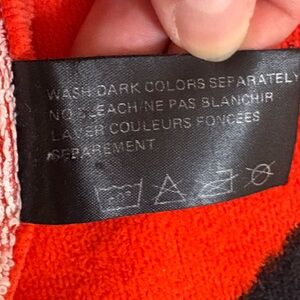 WASH DARK COLORS SEPARATELY
NO BLEACH/NE PAS BLANCHIR
LAVER COULEURS FONCEES
SEPAREMENT